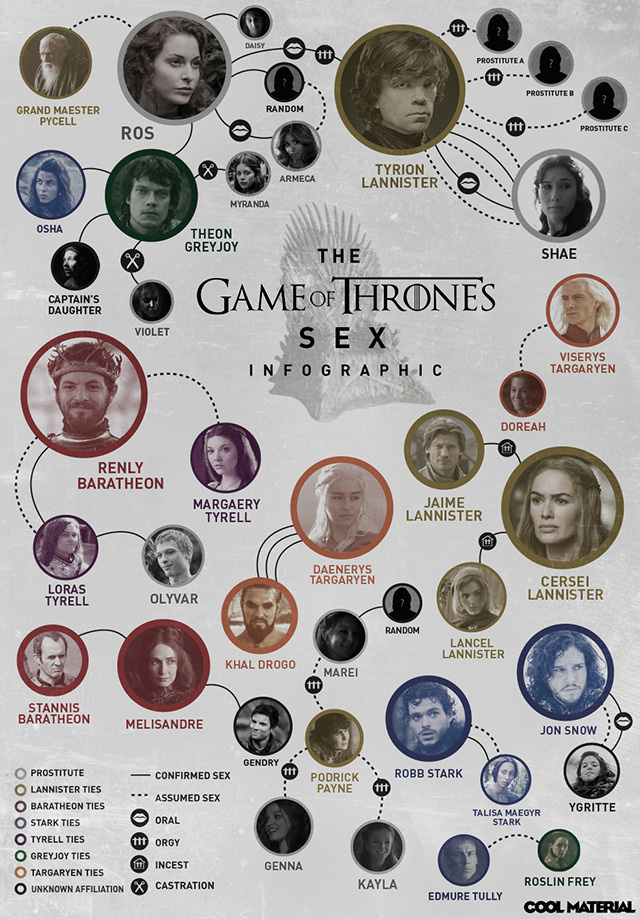 DAISY
PROSTITUTE A
PROSTITUTE B
PROSTITUTE C
GRAND MAESTER
PYCELL
ROS
RANDOM
ARMECA
TYRION
LANNISTER
OSHA
MYRANDA
THEON
GREYJOY
SHAE
CAPTAIN'S
DAUGHTER
VIOLET
THE
GAME OF THRONES
SEX
INFOGRAPHIC
VISERYS
TARGARYEN
DOREAH
RENLY
BARATHEON
MARGAERY
TYRELL
JAIME
LANNISTER
DAENERYS
TARGARYEN
CERSEI
LANNISTER
LORAS
TYRELL
OLYVAR
KHAL DROGO
RANDOM
MAREI
LANCEL
LANNISTER
STANNIS
BARATHEON
MELISANDRE
GENDRY
PODRICK
PAYNE
ROBB STARK
JON SNOW
TALISA MAEGYR
STARK
YGRITTE
GENNA
KAYLA
EDMURE TULLY
ROSLIN FREY
PROSTITUTE
LANNISTER TIES
BARATHEON TIES
STARK TIES
TYRELL TIES
GREYJOY TIES
TARGARYEN TIES
UNKNOWN AFFILIATION
CONFIRMED SEX
ASSUMED SEX
ORAL
ORGY
INCEST
CASTRATION
COOL MATERIAL